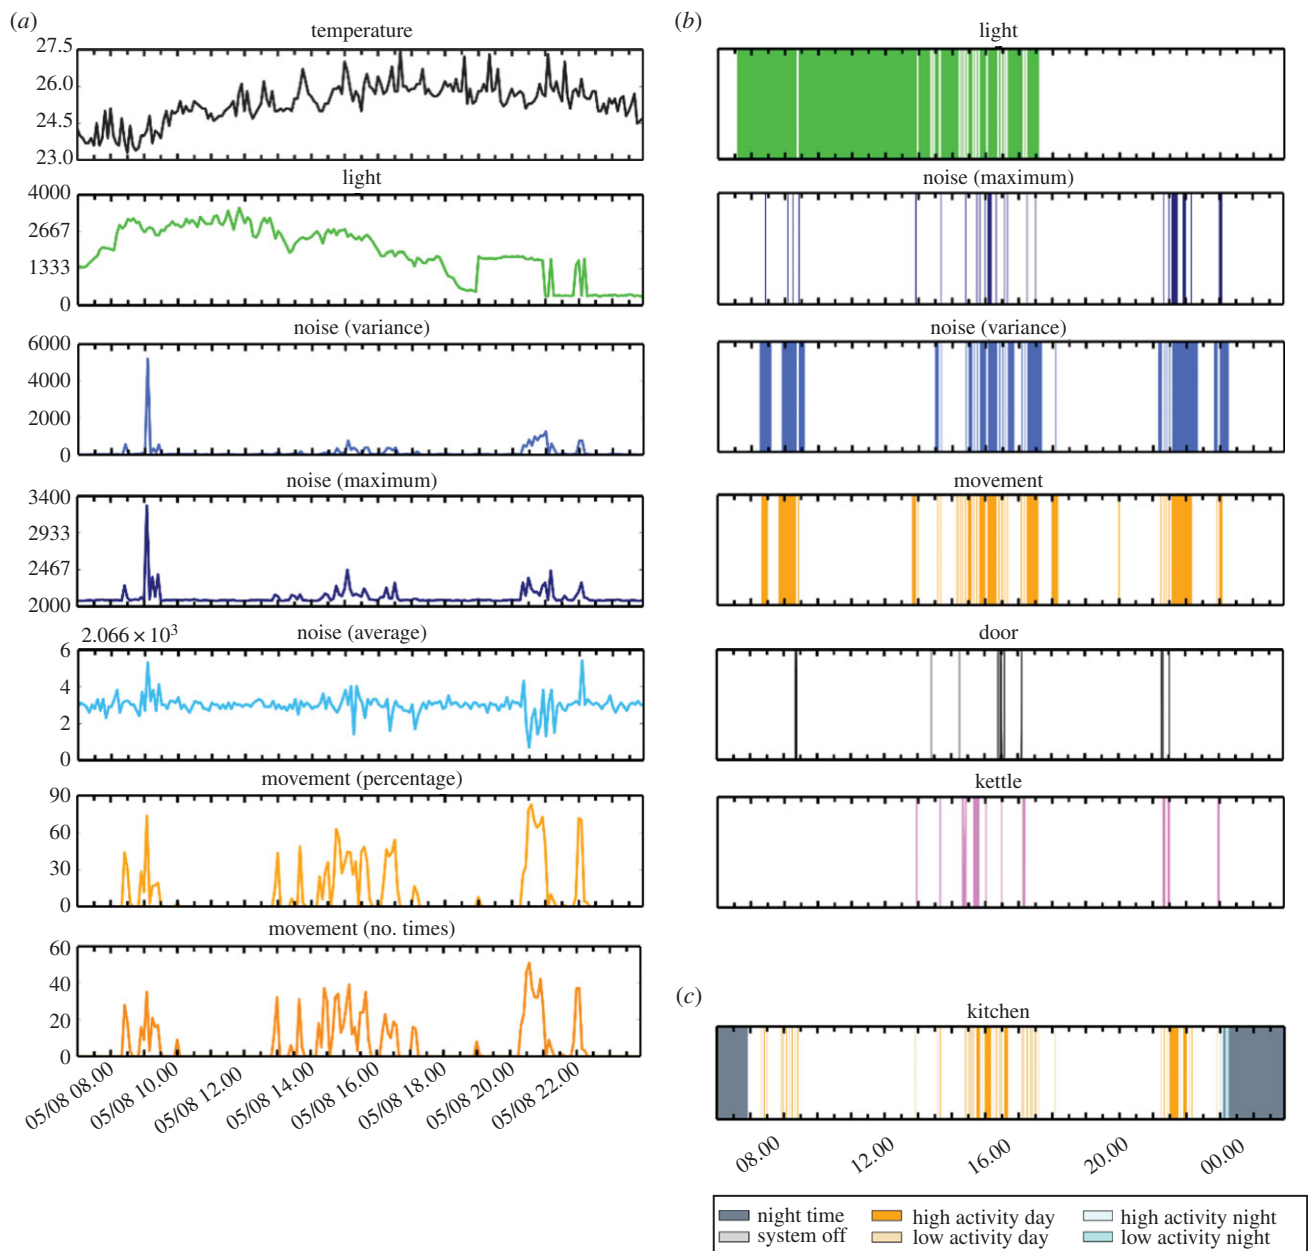 (a)
temperature
27.5
26.0
24.5
23.0
light
4000
2667
1333
0
noise (variance)
6000
4000
2000
0
noise (maximum)
3400
2933
2467
2000
2.066 × 10³ noise (average)
6
4
2
0
movement (percentage)
90
60
30
0
movement (no. times)
60
40
20
0
05/08 08.00
05/08 10.00
05/08 12.00
05/08 14.00
05/08 16.00
05/08 18.00
05/08 20.00
05/08 22.00
(b)
light
noise (maximum)
noise (variance)
movement
door
kettle
(c)
kitchen
08.00
12.00
16.00
20.00
00.00
night time high activity day high activity night
system off low activity day low activity night